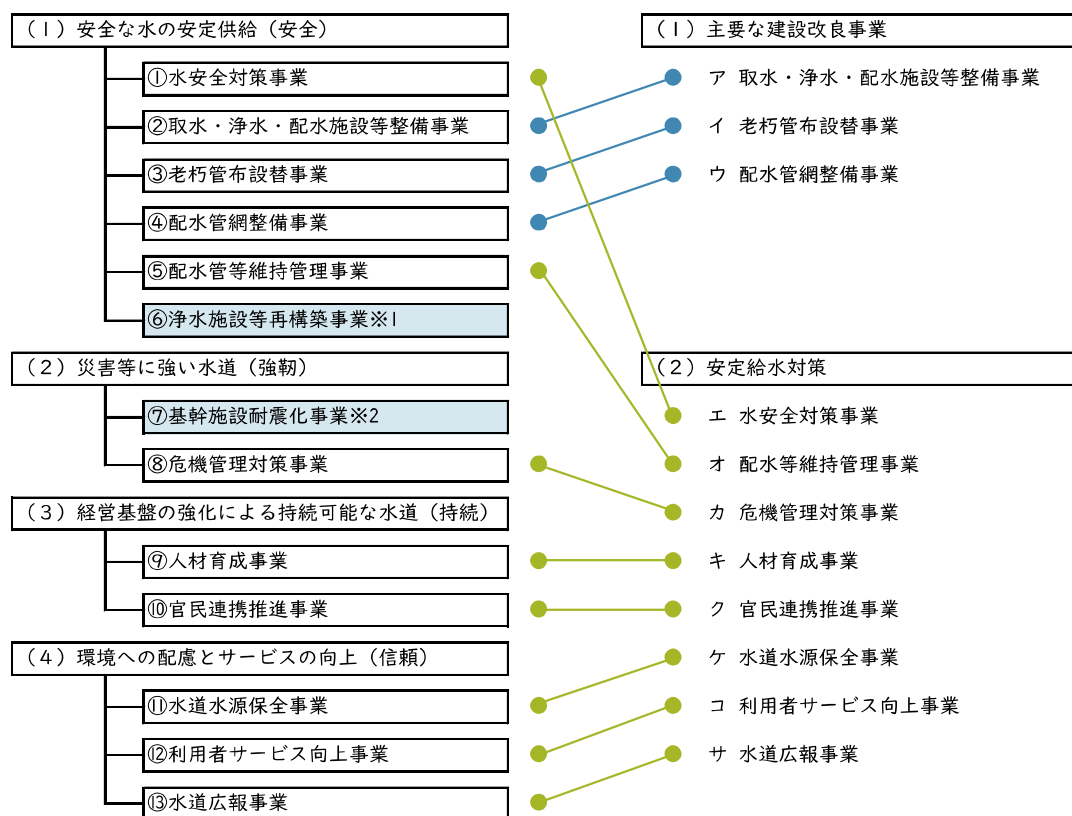 (1)安全な水の安定供給(安全)
①水安全対策事業
②取水・浄水・配水施設等整備事業
③老朽管布設替事業
④配水管網整備事業
⑤配水管等維持管理事業
⑥浄水施設等再構築事業※1
(2)災害等に強い水道(強靭)
⑦基幹施設耐震化事業※2
⑧危機管理対策事業
(3)経営基盤の強化による持続可能な水道(持続)
⑨人材育成事業
⑩官民連携推進事業
(4)環境への配慮とサービスの向上(信頼)
⑪水道水源保全事業
⑫利用者サービス向上事業
⑬水道広報事業
(1)主要な建設改良事業
ア 取水・浄水・配水施設等整備事業
イ 老朽管布設替事業
ウ 配水管網整備事業
(2)安定給水対策
エ 水安全対策事業
オ 配水等維持管理事業
カ 危機管理対策事業
キ 人材育成事業
ク 官民連携推進事業
ケ 水道水源保全事業
コ 利用者サービス向上事業
サ 水道広報事業